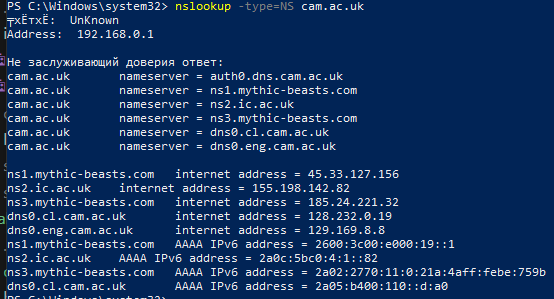 PS C:\Windows\system32> nslookup -type=NS cam.ac.uk
╤хЁтхЁ:  UnKnown
Address:  192.168.0.1

Не заслуживающий доверия ответ:
cam.ac.uk       nameserver = auth0.dns.cam.ac.uk
cam.ac.uk       nameserver = ns1.mythic-beasts.com
cam.ac.uk       nameserver = ns2.ic.ac.uk
cam.ac.uk       nameserver = ns3.mythic-beasts.com
cam.ac.uk       nameserver = dns0.cl.cam.ac.uk
cam.ac.uk       nameserver = dns0.eng.cam.ac.uk

ns1.mythic-beasts.com   internet address = 45.33.127.156
ns2.ic.ac.uk    internet address = 155.198.142.82
ns3.mythic-beasts.com   internet address = 185.24.221.32
dns0.cl.cam.ac.uk       internet address = 128.232.0.19
dns0.eng.cam.ac.uk      internet address = 129.169.8.8
ns1.mythic-beasts.com   AAAA IPv6 address = 2600:3c00:e000:19::1
ns2.ic.ac.uk    AAAA IPv6 address = 2a0c:5bc0:4:1::82
ns3.mythic-beasts.com   AAAA IPv6 address = 2a02:2770:11:0:21a:4aff:febe:759b
dns0.cl.cam.ac.uk       AAAA IPv6 address = 2a05:b400:110::d:a0
PS C:\Windows\system32>